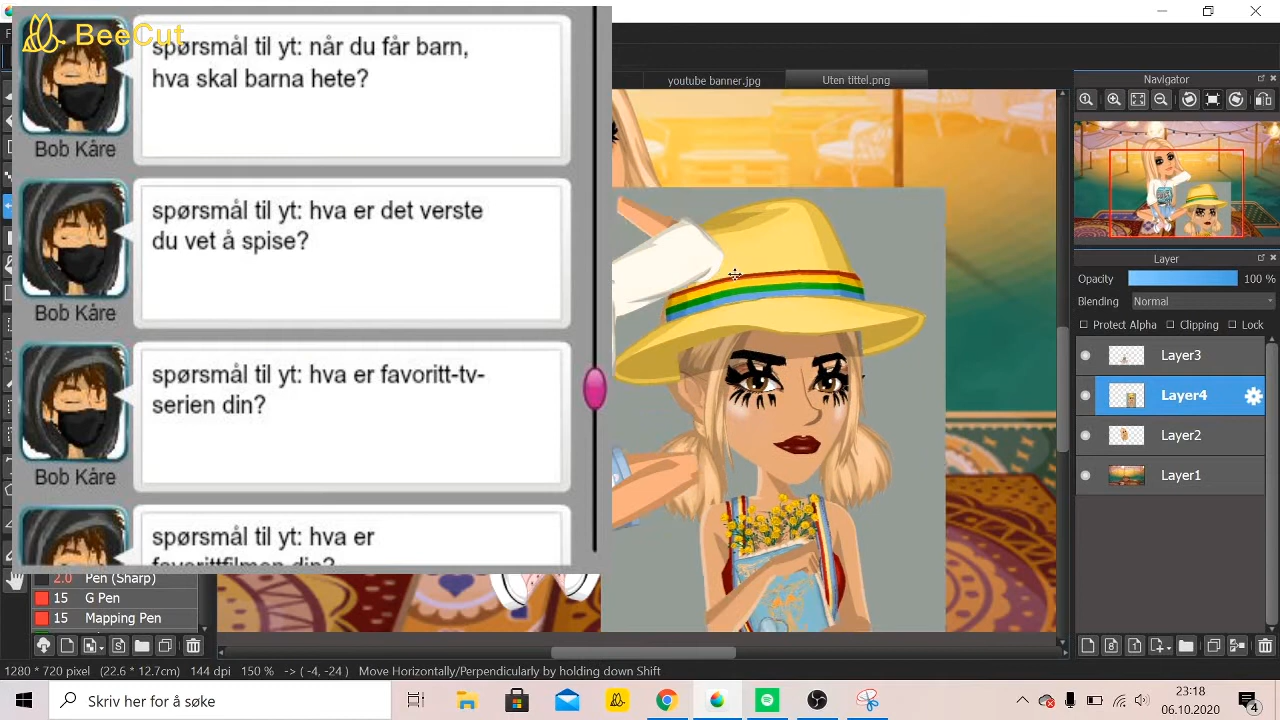 BeeCut
spørsmål til yt: når du får barn,
hva skal barna hete?
Bob Kåre
spørsmål til yt: hva er det verste
du vet å spise?
Bob Kåre
spørsmål til yt: hva er favoritt-tv-
serien din?
Bob Kåre
spørsmål til yt: hva er
favorittfilmen din?
youtube banner.jpg
Uten tittel.png
Navigator
Layer
Opacity 100 %
Blending Normal
Protect Alpha Clipping Lock
Layer3
Layer4
Layer2
Layer1
2.0 Pen (Sharp)
15 G Pen
15 Mapping Pen
1280 * 720 pixel (22.6 * 12.7cm) 144 dpi 150 % -> ( -4, -24 ) Move Horizontally/Perpendicularly by holding down Shift
Skriv her for å søke
23:18
06.10.2020
4